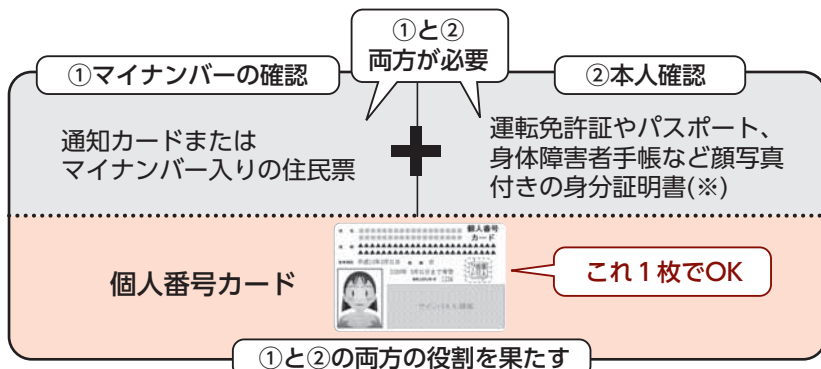 ①と②
両方が必要
①マイナンバーの確認
②本人確認
通知カードまたは
マイナンバー入りの住民票
+
運転免許証やパスポート、
身体障害者手帳など顔写真
付きの身分証明書(※)
個人番号カード
個人番号
カード
これ1枚でOK
①と②の両方の役割を果たす